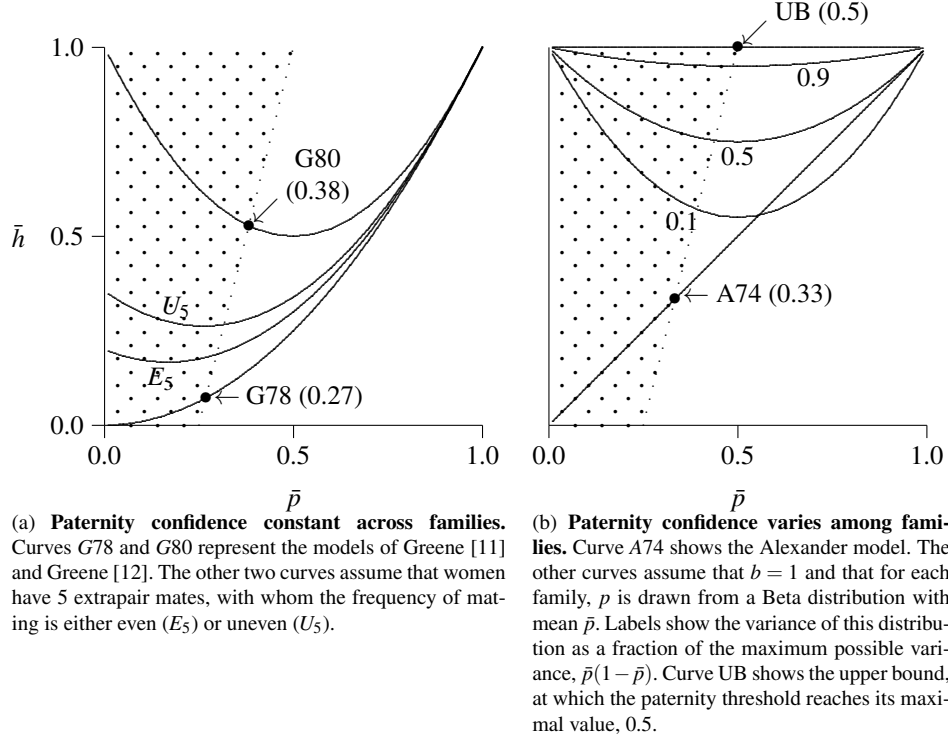 UB (0.5)
1.0
1.0
0.9
G80
(0.38)
0.5
0.1
h̄
0.5
U5
A74 (0.33)
E5
G78 (0.27)
0.0
0.0
0.5
1.0
0.0
0.5
1.0
p̄
p̄
(a) Paternity confidence constant across families.
Curves G78 and G80 represent the models of Greene [11]
and Greene [12]. The other two curves assume that women
have 5 extrapair mates, with whom the frequency of mat-
ing is either even (E5) or uneven (U5).
(b) Paternity confidence varies among fami-
lies. Curve A74 shows the Alexander model. The
other curves assume that b = 1 and that for each
family, p is drawn from a Beta distribution with
mean p̄. Labels show the variance of this distribu-
tion as a fraction of the maximum possible vari-
ance, p̄(1−p̄). Curve UB shows the upper bound,
at which the paternity threshold reaches its maxi-
mal value, 0.5.